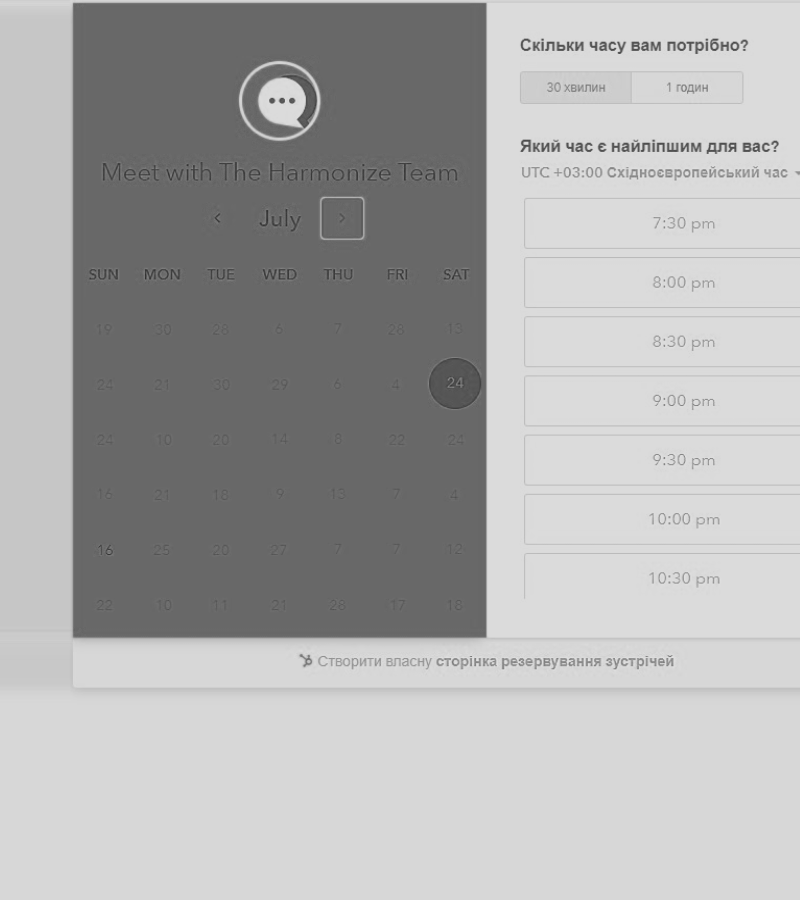 Meet with The Harmonize Team
July
SUN MON TUE WED THU FRI SAT
19 30 28 6 7 28 13
24 21 30 29 6 4 24
24 10 20 14 8 22 24
16 21 18 9 13 7 4
16 25 20 27 7 7 12
22 10 11 21 28 17 18
Скільки часу вам потрібно?
30 хвилин 1 годин
Який час є найліпшим для вас?
UTC +03:00 Східноєвропейський час
7:30 pm
8:00 pm
8:30 pm
9:00 pm
9:30 pm
10:00 pm
10:30 pm
Створити власну сторінка резервування зустрічей